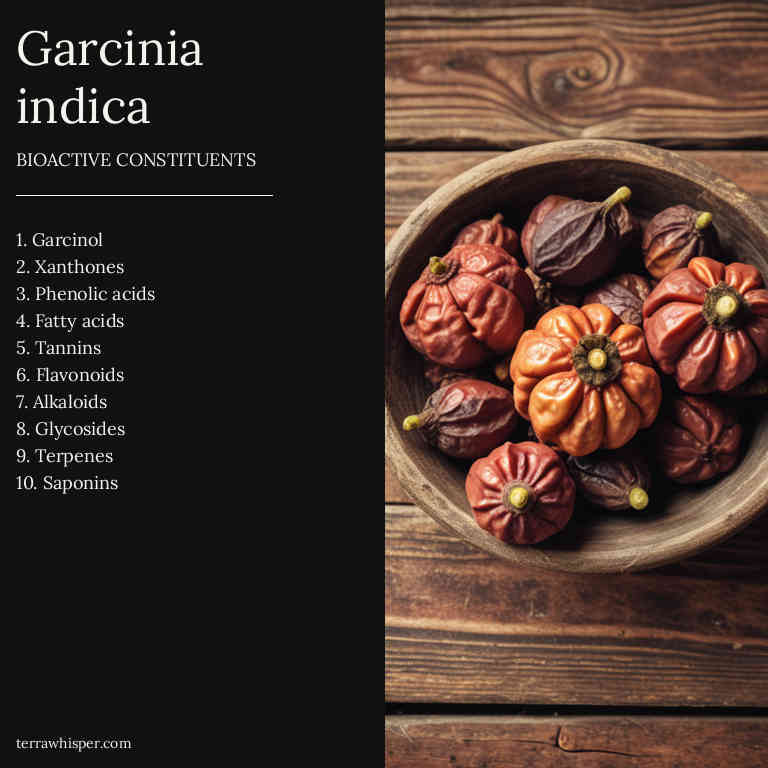 Garcinia
indica
BIOACTIVE CONSTITUENTS
1. Garcinol
2. Xanthones
3. Phenolic acids
4. Fatty acids
5. Tannins
6. Flavonoids
7. Alkaloids
8. Glycosides
9. Terpenes
10. Saponins
terrawhisper.com